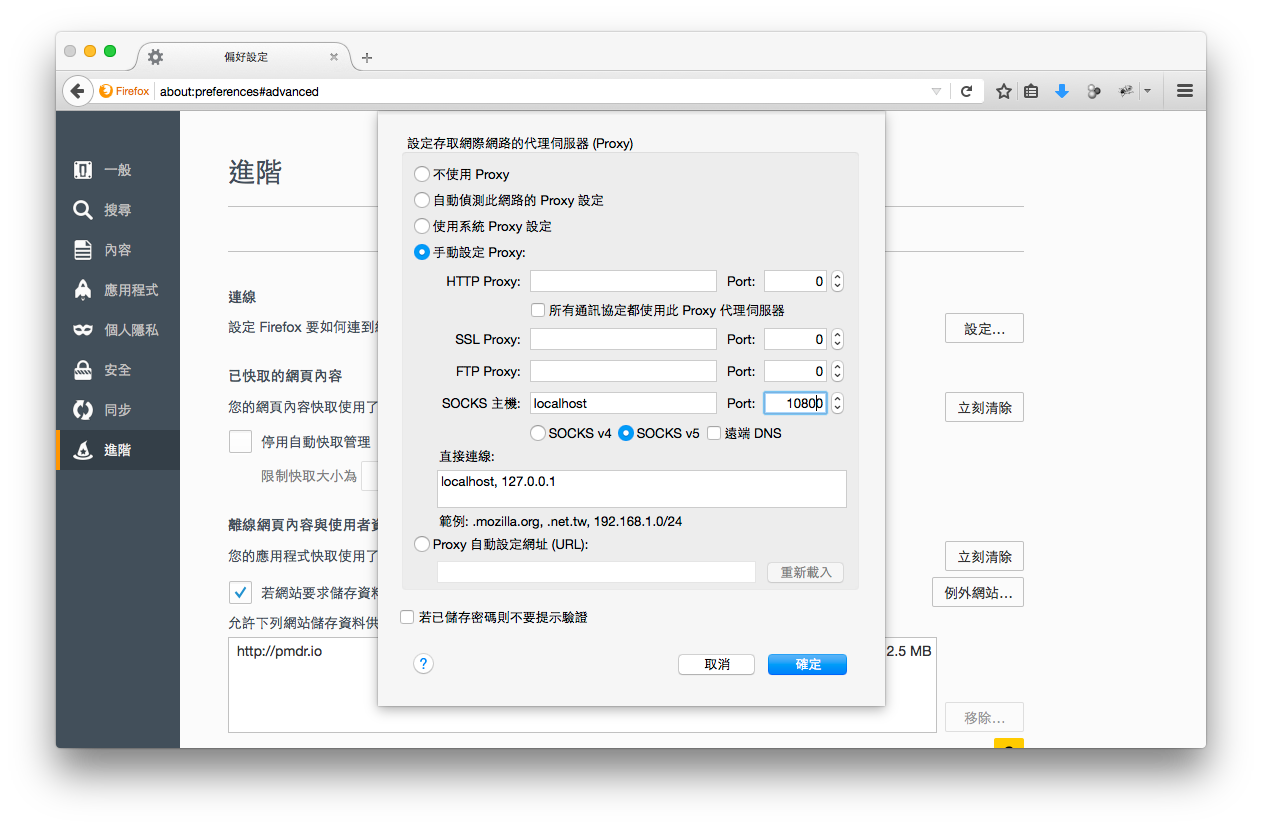 偏好設定
Firefox about:preferences#advanced
一般
搜尋
內容
應用程式
個人隱私
安全
同步
進階
進階
連線
設定 Firefox 要如何連到
設定…
已快取的網頁內容
您的網頁內容快取使用了
立刻清除
停用自動快取管理
限制快取大小為
離線網頁內容與使用者
您的應用程式快取使用了
立刻清除
若網站要求儲存資料
例外網站…
允許下列網站儲存資料供
http://pmdr.io
2.5 MB
移除…
設定存取網際網路的代理伺服器 (Proxy)
不使用 Proxy
自動偵測此網路的 Proxy 設定
使用系統 Proxy 設定
手動設定 Proxy:
HTTP Proxy: Port: 0
所有通訊協定都使用此 Proxy 代理伺服器
SSL Proxy: Port: 0
FTP Proxy: Port: 0
SOCKS 主機: localhost Port: 10800
SOCKS v4 SOCKS v5 遠端 DNS
直接連線:
localhost, 127.0.0.1
範例: .mozilla.org, .net.tw, 192.168.1.0/24
Proxy 自動設定網址 (URL):
重新載入
若已儲存密碼則不要提示驗證
? 取消 確定